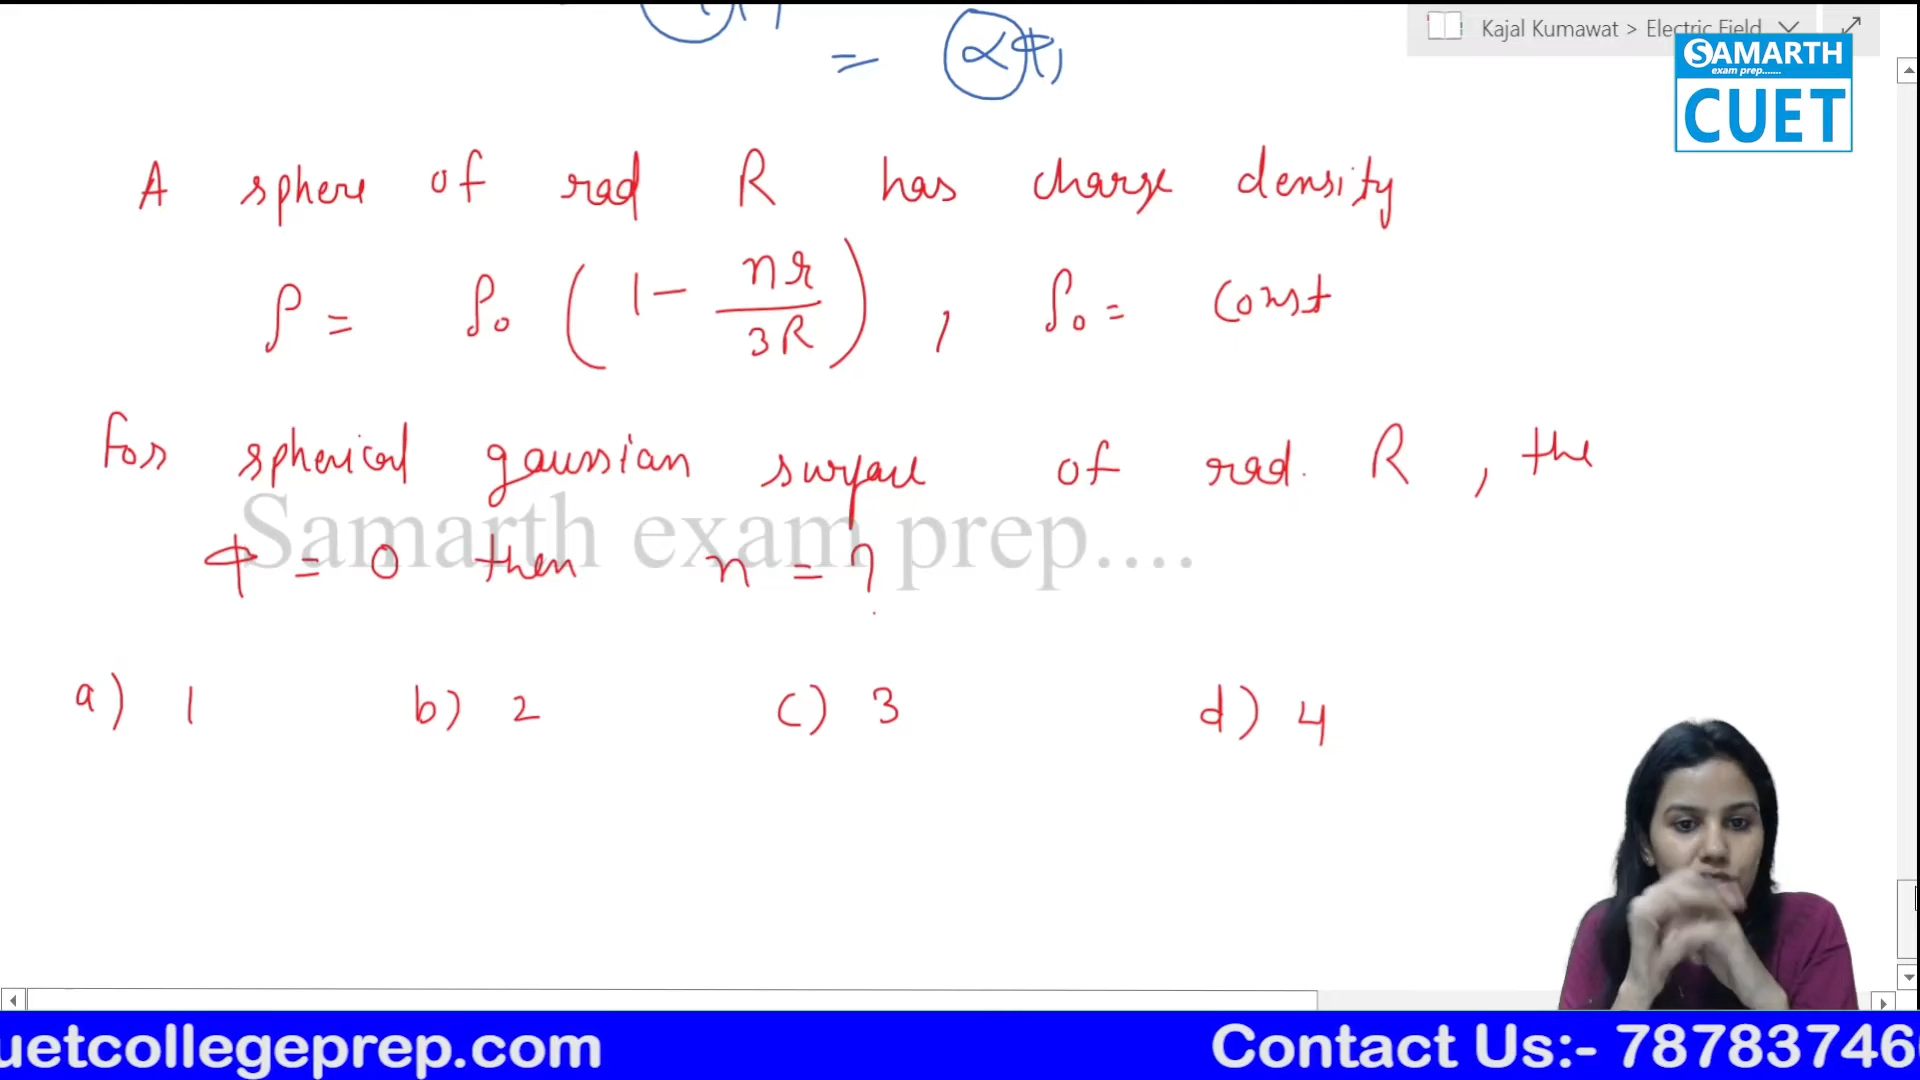 = αΦ₁
Kajal Kumawat > Electric Field
SAMARTH
exam prep......
CUET
A sphere of rad R has charge density
ρ = ρ₀ (1 - nr/3R), ρ₀ = const
For spherical gaussian surface of rad. R, the
Samarth exam prep....
Φ = 0 then n = ?
a) 1 b) 2 c) 3 d) 4
uetcollegeprep.com Contact Us:- 78783746